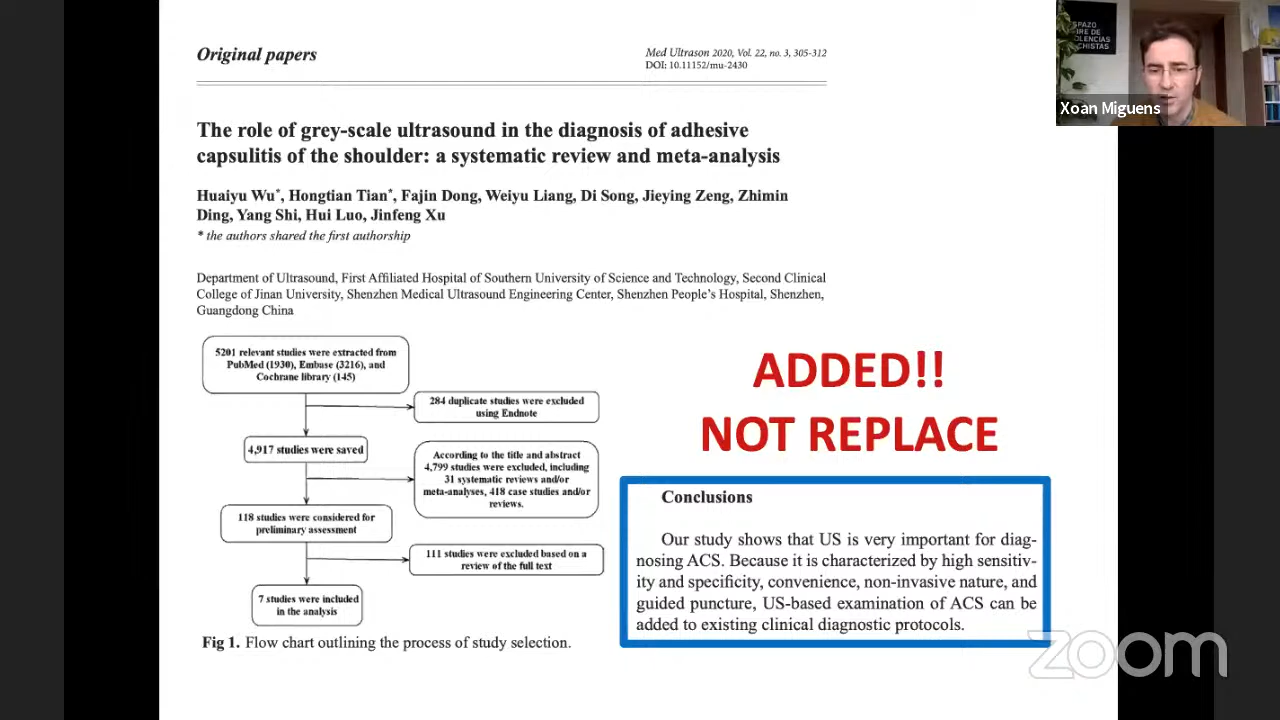 Original papers
Med Ultrason 2020, Vol. 22, no. 3, 305-312
DOI: 10.11152/mu-2430
The role of grey-scale ultrasound in the diagnosis of adhesive
capsulitis of the shoulder: a systematic review and meta-analysis
Huaiyu Wu*, Hongtian Tian*, Fajin Dong, Weiyu Liang, Di Song, Jieying Zeng, Zhimin
Ding, Yang Shi, Hui Luo, Jinfeng Xu
* the authors shared the first authorship
Department of Ultrasound, First Affiliated Hospital of Southern University of Science and Technology, Second Clinical
College of Jinan University, Shenzhen Medical Ultrasound Engineering Center, Shenzhen People's Hospital, Shenzhen,
Guangdong China
5201 relevant studies were extracted from
PubMed (1930), Embase (3216), and
Cochrane library (145)
284 duplicate studies were excluded
using Endnote
4,917 studies were saved
According to the title and abstract
4,799 studies were excluded, including
31 systematic reviews and/or
meta-analyses, 418 case studies and/or
reviews.
118 studies were considered for
preliminary assessment
111 studies were excluded based on a
review of the full text
7 studies were included
in the analysis
Fig 1. Flow chart outlining the process of study selection.
ADDED!!
NOT REPLACE
Conclusions
Our study shows that US is very important for diag-
nosing ACS. Because it is characterized by high sensitiv-
ity and specificity, convenience, non-invasive nature, and
guided puncture, US-based examination of ACS can be
added to existing clinical diagnostic protocols.
zoom
SPAZO
IRE DE
OLENCIAS
CHISTAS
Xoan Miguens